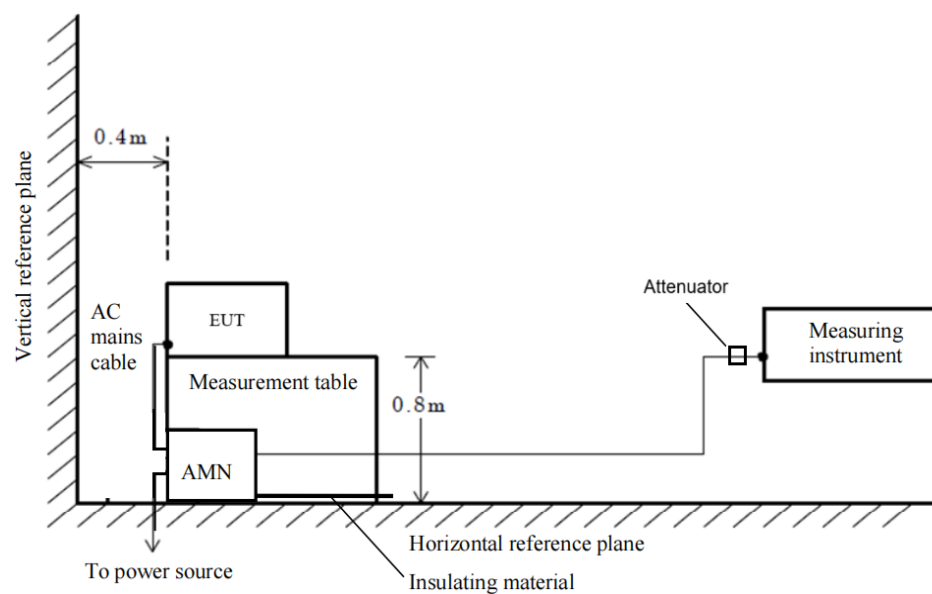 0.4m
Vertical reference plane
Attenuator
AC
mains
cable
EUT
Measuring
instrument
Measurement table
0.8m
AMN
Horizontal reference plane
To power source
Insulating material